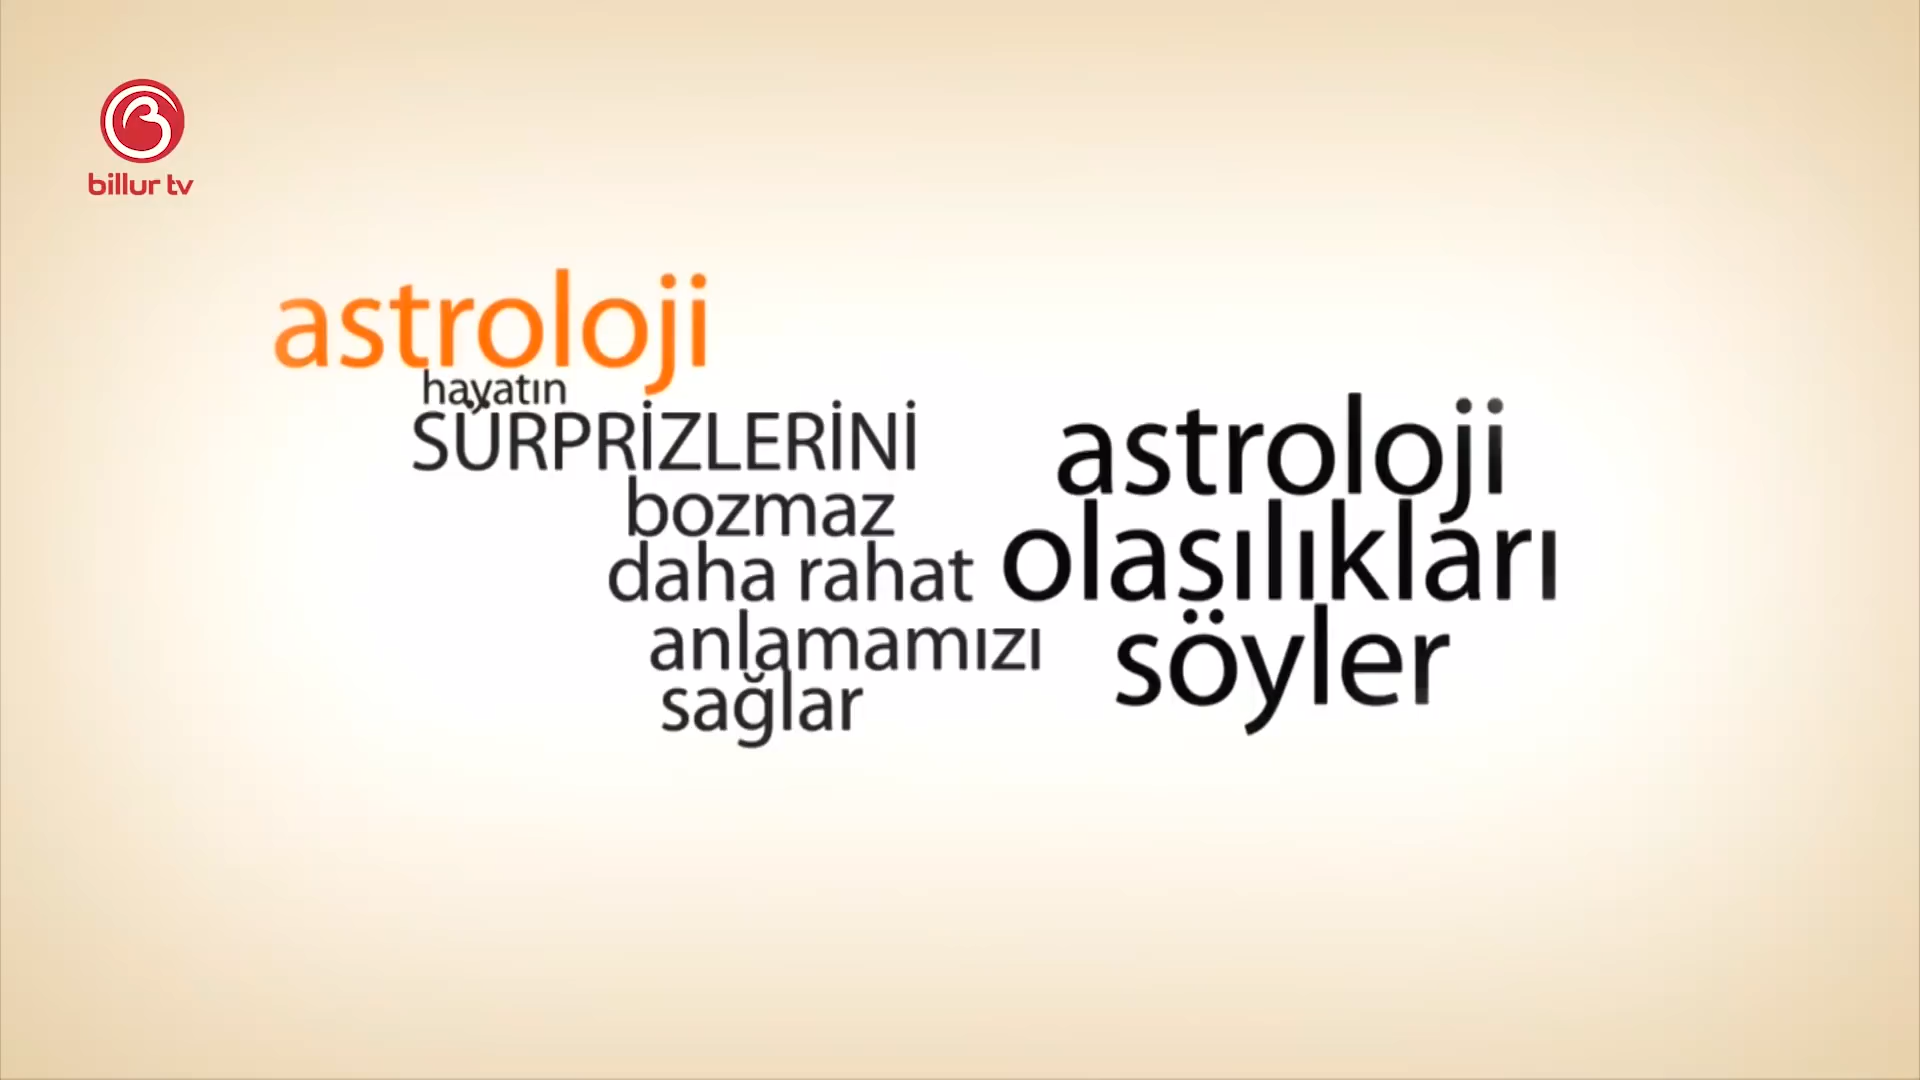 billur tv
astroloji
hayatın
SÜRPRİZLERİNİ
bozmaz
daha rahat
anlamamızı
sağlar
astroloji
olasılıkları
söyler